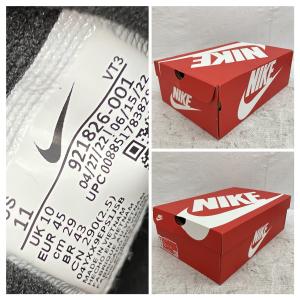 VT3
921826-001
04/27/22 06/15/22
UPC 00885178382
US 11
UK 10
EUR 45
cm 29
BR 43
CN 290(2.5)
MADE IN VIETNAM
NIKE
NIKE
NIKE
NIKE